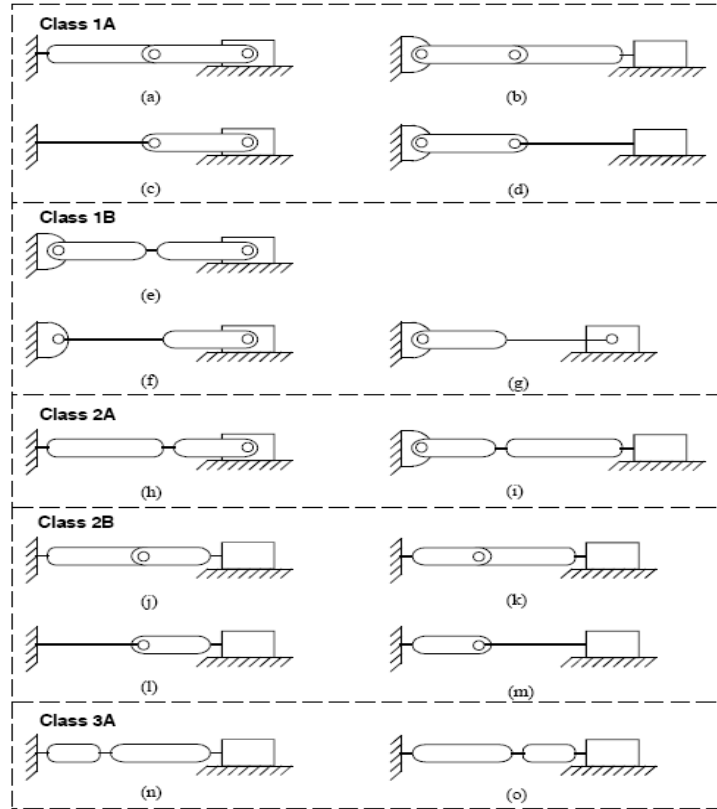 Class 1A
(a)
(b)
(c)
(d)
Class 1B
(e)
(f)
(g)
Class 2A
(h)
(i)
Class 2B
(j)
(k)
(l)
(m)
Class 3A
(n)
(o)